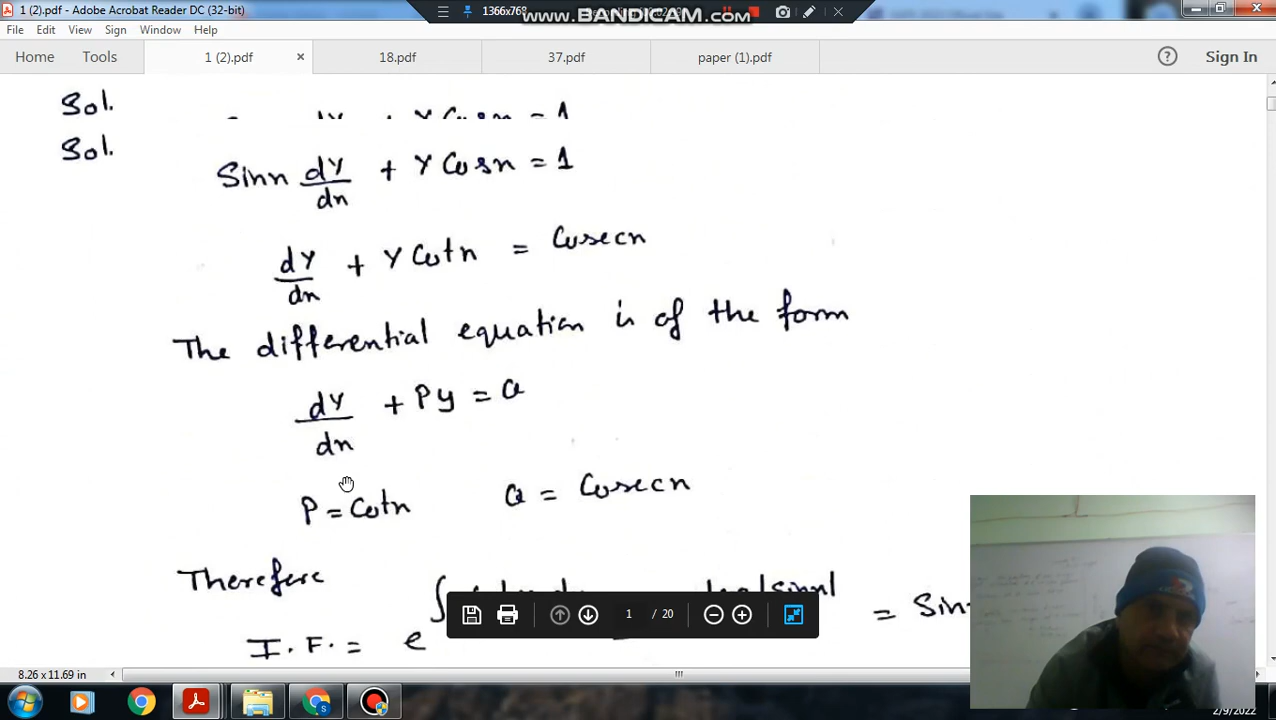 1 (2).pdf - Adobe Acrobat Reader DC (32-bit)
1366x768
www.BANDICAM.com
File Edit View Sign Window Help
Home Tools 1 (2).pdf × 18.pdf 37.pdf paper (1).pdf ? Sign In
Sol.
Sol.
Sinn dy/dn + y Cosn = 1
dy/dn + y Cotn = Cosecn
The differential equation is of the form
dy/dn + Py = Q
P = Cotn Q = Cosecn
Therefore
1 / 20
I.F. = e = Sin
8.26 x 11.69 in
2/9/2022